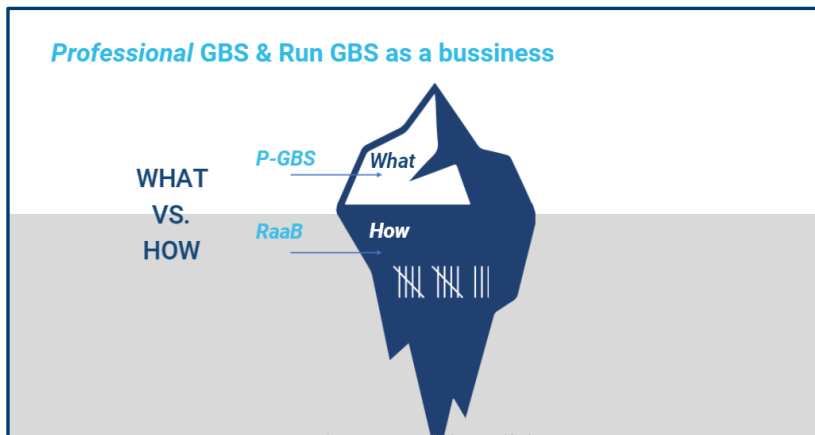 Professional GBS & Run GBS as a bussiness
WHAT
VS.
HOW
P-GBS
What
RaaB
How